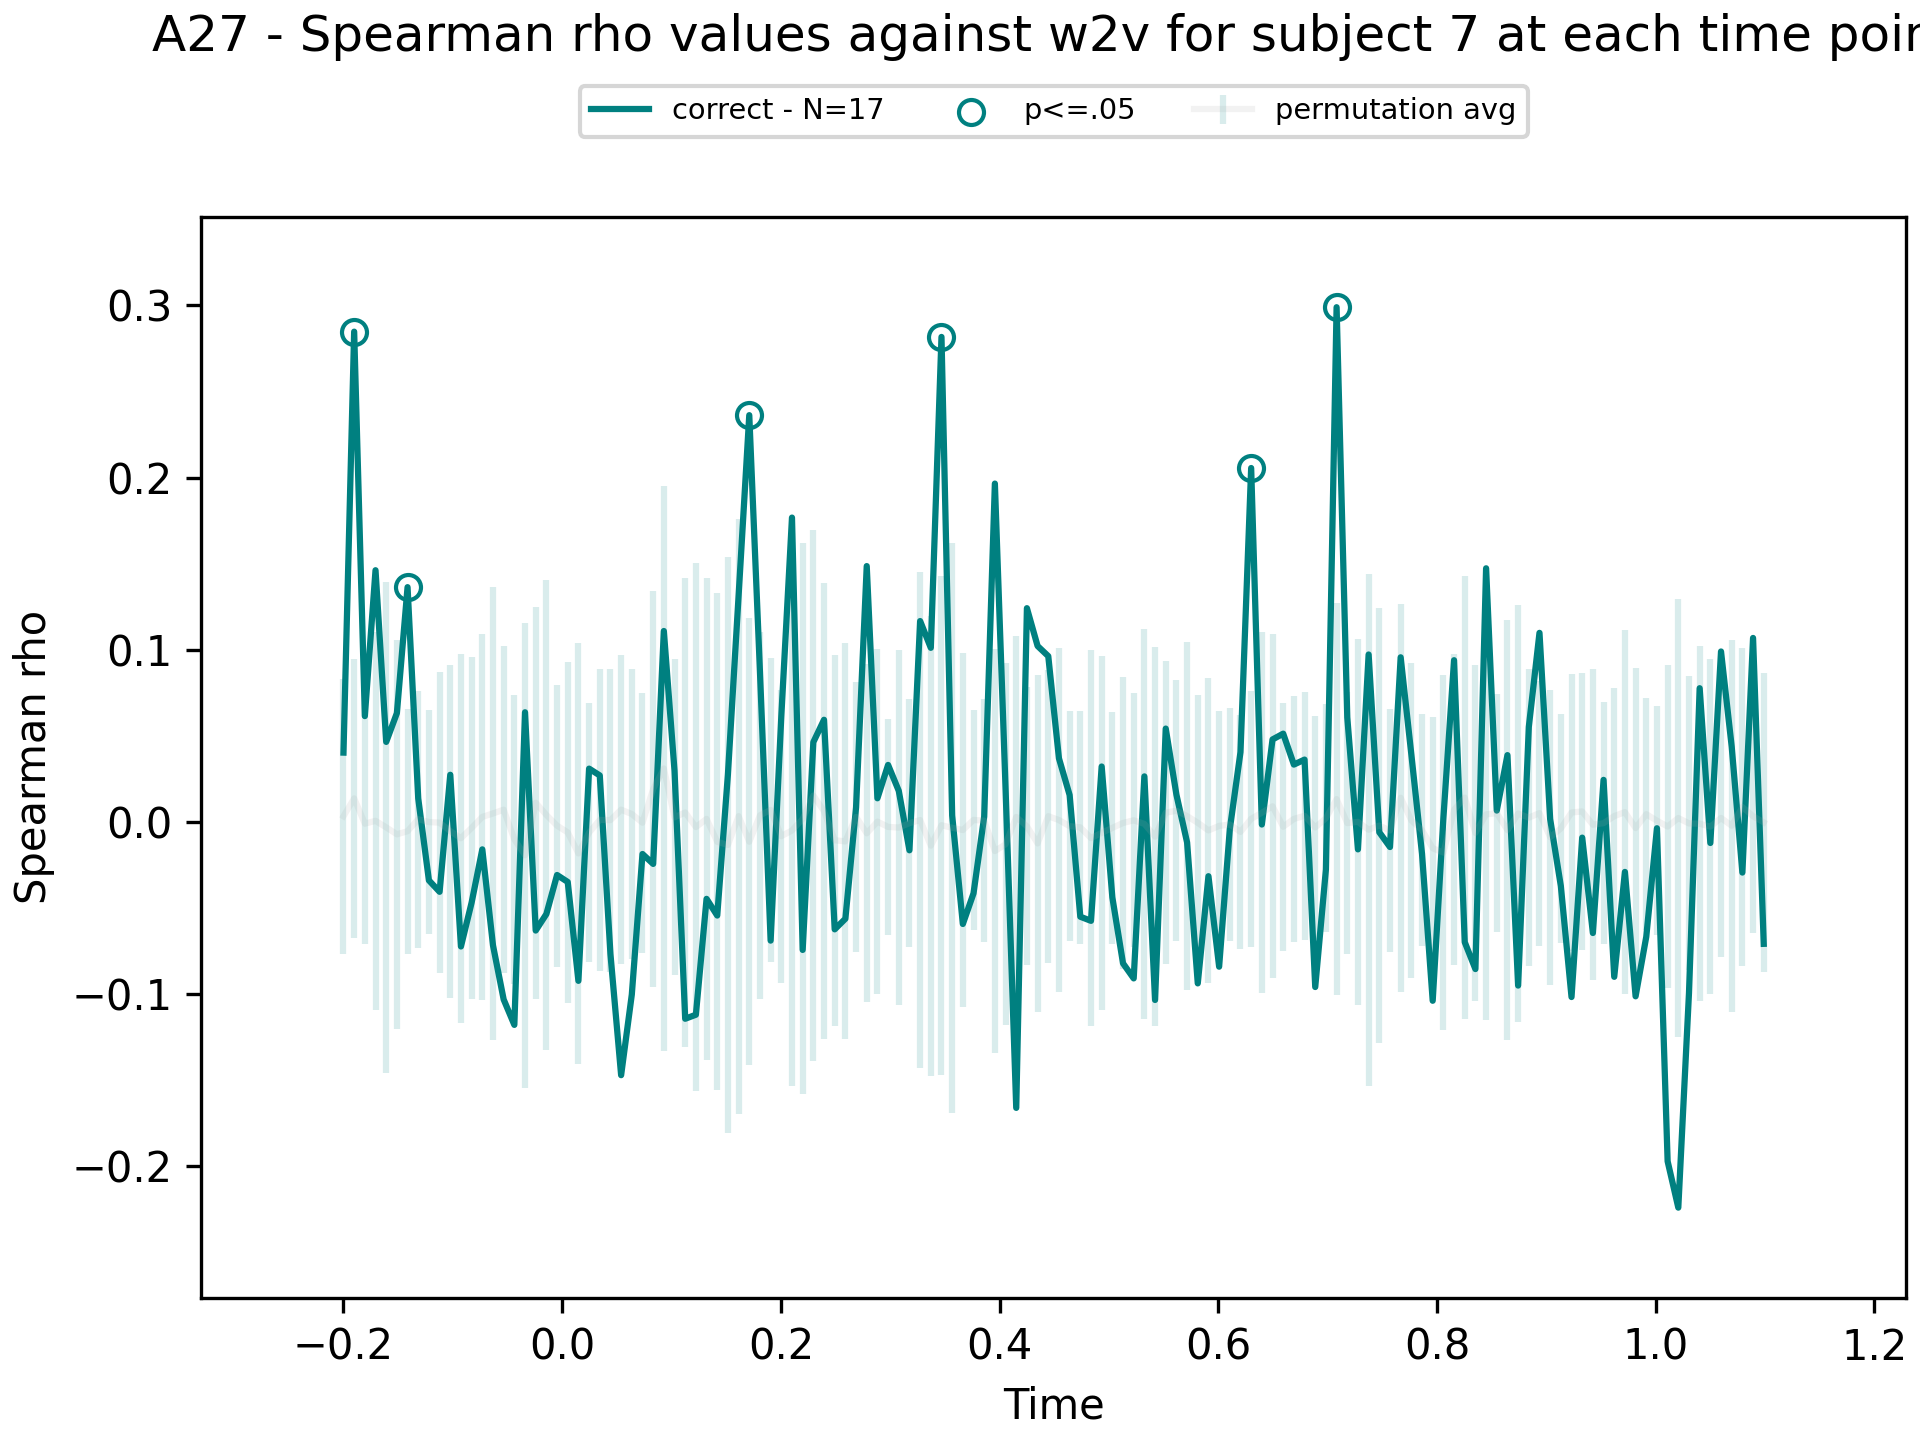 A27 - Spearman rho values against w2v for subject 7 at each time poin
correct - N=17 p<=.05 permutation avg
Spearman rho
0.3
0.2
0.1
0.0
−0.1
−0.2
−0.2 0.0 0.2 0.4 0.6 0.8 1.0 1.2
Time